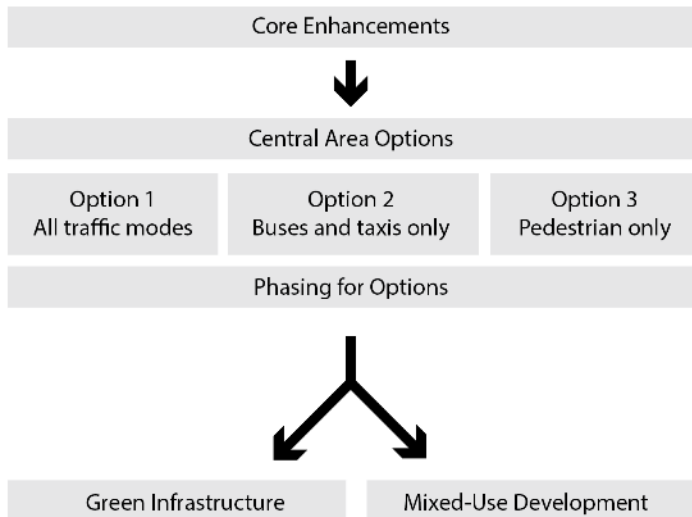 Core Enhancements
Central Area Options
Option 1
All traffic modes
Option 2
Buses and taxis only
Option 3
Pedestrian only
Phasing for Options
Green Infrastructure
Mixed-Use Development